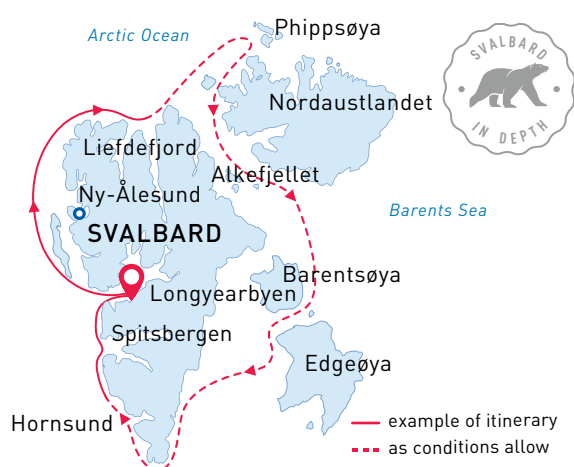 Arctic Ocean
Phippsøya
SVALBARD
IN DEPTH
Nordaustlandet
Liefdefjord
Alkefjellet
Ny-Ålesund
Barents Sea
SVALBARD
Barentsøya
Longyearbyen
Spitsbergen
Edgeøya
Hornsund
example of itinerary
as conditions allow